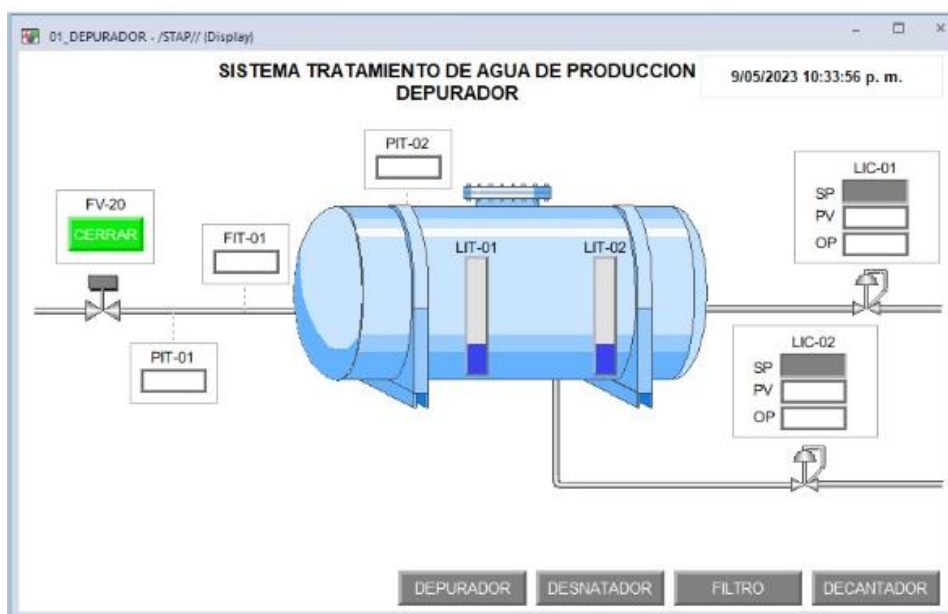 01_DEPURADOR - /STAP// (Display)
SISTEMA TRATAMIENTO DE AGUA DE PRODUCCION
DEPURADOR
9/05/2023 10:33:56 p. m.
PIT-02
LIC-01
SP
PV
OP
FV-20
CERRAR
FIT-01
LIT-01
LIT-02
PIT-01
LIC-02
SP
PV
OP
DEPURADOR
DESNATADOR
FILTRO
DECANTADOR